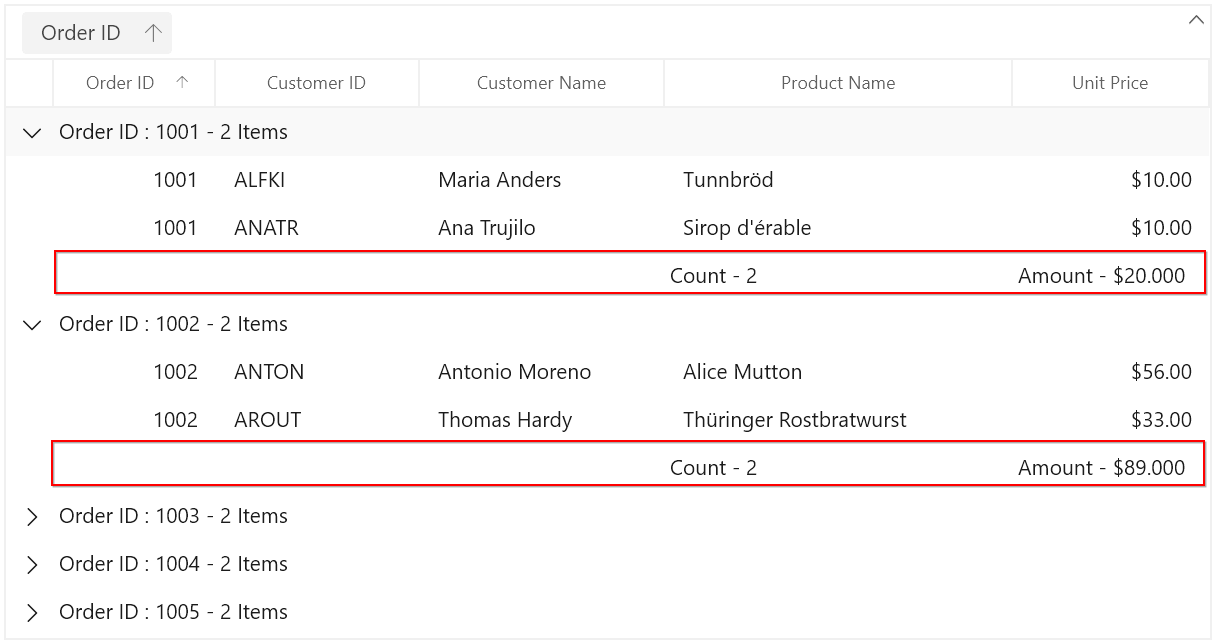 Order ID
Order ID Customer ID Customer Name Product Name Unit Price
Order ID : 1001 - 2 Items
1001 ALFKI Maria Anders Tunnbröd $10.00
1001 ANATR Ana Trujilo Sirop d'érable $10.00
Count - 2 Amount - $20.000
Order ID : 1002 - 2 Items
1002 ANTON Antonio Moreno Alice Mutton $56.00
1002 AROUT Thomas Hardy Thüringer Rostbratwurst $33.00
Count - 2 Amount - $89.000
Order ID : 1003 - 2 Items
Order ID : 1004 - 2 Items
Order ID : 1005 - 2 Items